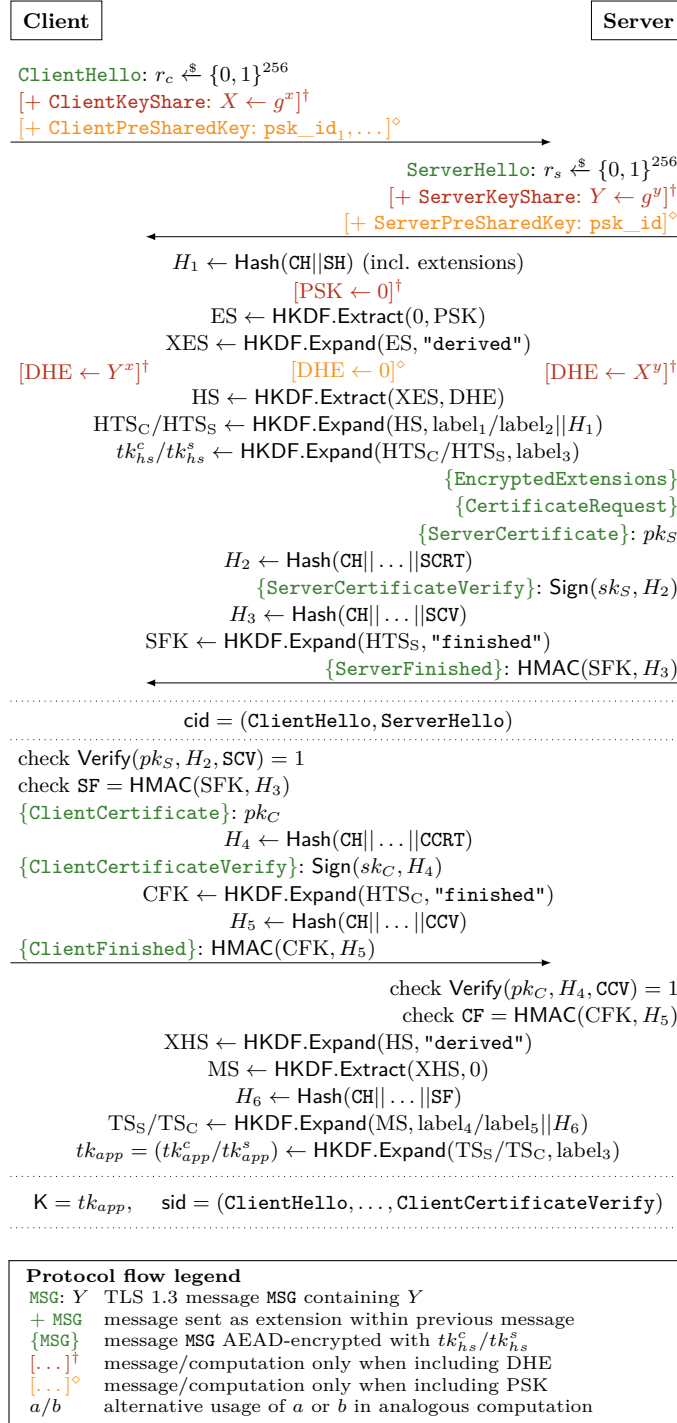 Client Server
ClientHello: r_c ←$ {0, 1}^256
[+ ClientKeyShare: X ← g^x]^†
[+ ClientPreSharedKey: psk_id_1,...]^⋄
ServerHello: r_s ←$ {0, 1}^256
[+ ServerKeyShare: Y ← g^y]^†
[+ ServerPreSharedKey: psk_id]^⋄
H_1 ← Hash(CH||SH) (incl. extensions)
[PSK ← 0]^†
ES ← HKDF.Extract(0, PSK)
XES ← HKDF.Expand(ES, "derived")
[DHE ← Y^x]^† [DHE ← 0]^⋄ [DHE ← X^y]^†
HS ← HKDF.Extract(XES, DHE)
HTS_C/HTS_S ← HKDF.Expand(HS, label_1/label_2||H_1)
tk^c_hs/tk^s_hs ← HKDF.Expand(HTS_C/HTS_S, label_3)
{EncryptedExtensions}
{CertificateRequest}
{ServerCertificate}: pk_S
H_2 ← Hash(CH||...||SCRT)
{ServerCertificateVerify}: Sign(sk_S, H_2)
H_3 ← Hash(CH||...||SCV)
SFK ← HKDF.Expand(HTS_S, "finished")
{ServerFinished}: HMAC(SFK, H_3)
cid = (ClientHello, ServerHello)
check Verify(pk_S, H_2, SCV) = 1
check SF = HMAC(SFK, H_3)
{ClientCertificate}: pk_C
H_4 ← Hash(CH||...||CCRT)
{ClientCertificateVerify}: Sign(sk_C, H_4)
CFK ← HKDF.Expand(HTS_C, "finished")
H_5 ← Hash(CH||...||CCV)
{ClientFinished}: HMAC(CFK, H_5)
check Verify(pk_C, H_4, CCV) = 1
check CF = HMAC(CFK, H_5)
XHS ← HKDF.Expand(HS, "derived")
MS ← HKDF.Extract(XHS, 0)
H_6 ← Hash(CH||...||SF)
TS_S/TS_C ← HKDF.Expand(MS, label_4/label_5||H_6)
tk_app = (tk^c_app/tk^s_app) ← HKDF.Expand(TS_S/TS_C, label_3)
K = tk_app, sid = (ClientHello,..., ClientCertificateVerify)
Protocol flow legend
MSG: Y TLS 1.3 message MSG containing Y
+ MSG message sent as extension within previous message
{MSG} message MSG AEAD-encrypted with tk^c_hs/tk^s_hs
[...]^† message/computation only when including DHE
[...]^⋄ message/computation only when including PSK
a/b alternative usage of a or b in analogous computation